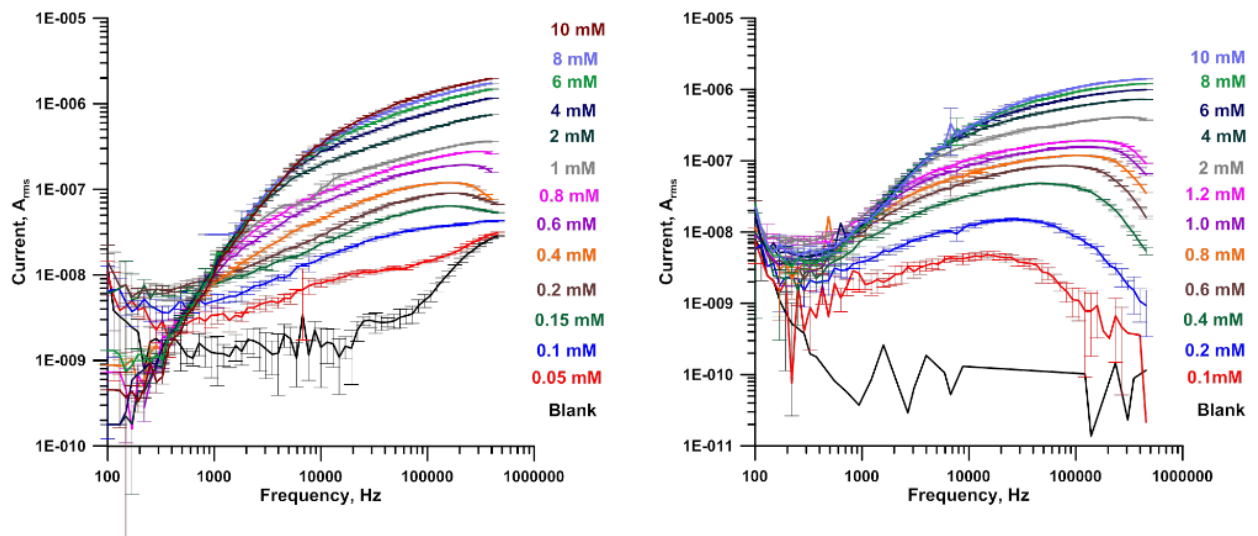 1E-005
1E-006
1E-007
1E-008
1E-009
1E-010
Current, Arms
100 1000 10000 100000 1000000
Frequency, Hz
10 mM
8 mM
6 mM
4 mM
2 mM
1 mM
0.8 mM
0.6 mM
0.4 mM
0.2 mM
0.15 mM
0.1 mM
0.05 mM
Blank
1E-005
1E-006
1E-007
1E-008
1E-009
1E-010
1E-011
Current, Arms
100 1000 10000 100000 1000000
Frequency, Hz
10 mM
8 mM
6 mM
4 mM
2 mM
1.2 mM
1.0 mM
0.8 mM
0.6 mM
0.4 mM
0.2 mM
0.1mM
Blank